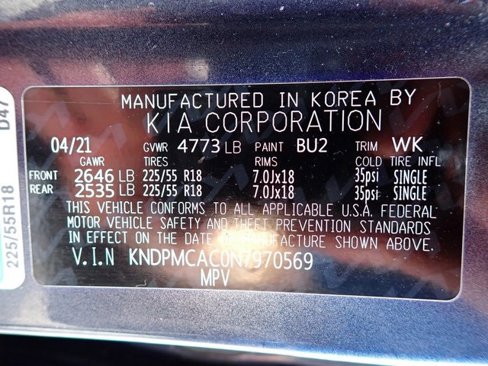 MANUFACTURED IN KOREA BY
KIA CORPORATION
04/21 GVWR 4773 LB PAINT BU2 TRIM WK
GAWR TIRES RIMS COLD TIRE INFL
FRONT 2646 LB 225/55 R18 7.0Jx18 35psi SINGLE
REAR 2535 LB 225/55 R18 7.0Jx18 35psi SINGLE
THIS VEHICLE CONFORMS TO ALL APPLICABLE U.S.A. FEDERAL
MOTOR VEHICLE SAFETY AND THEFT PREVENTION STANDARDS
IN EFFECT ON THE DATE OF MANUFACTURE SHOWN ABOVE.
V.I.N KNDPMCAC0N7970569
MPV
D47
225/55R18